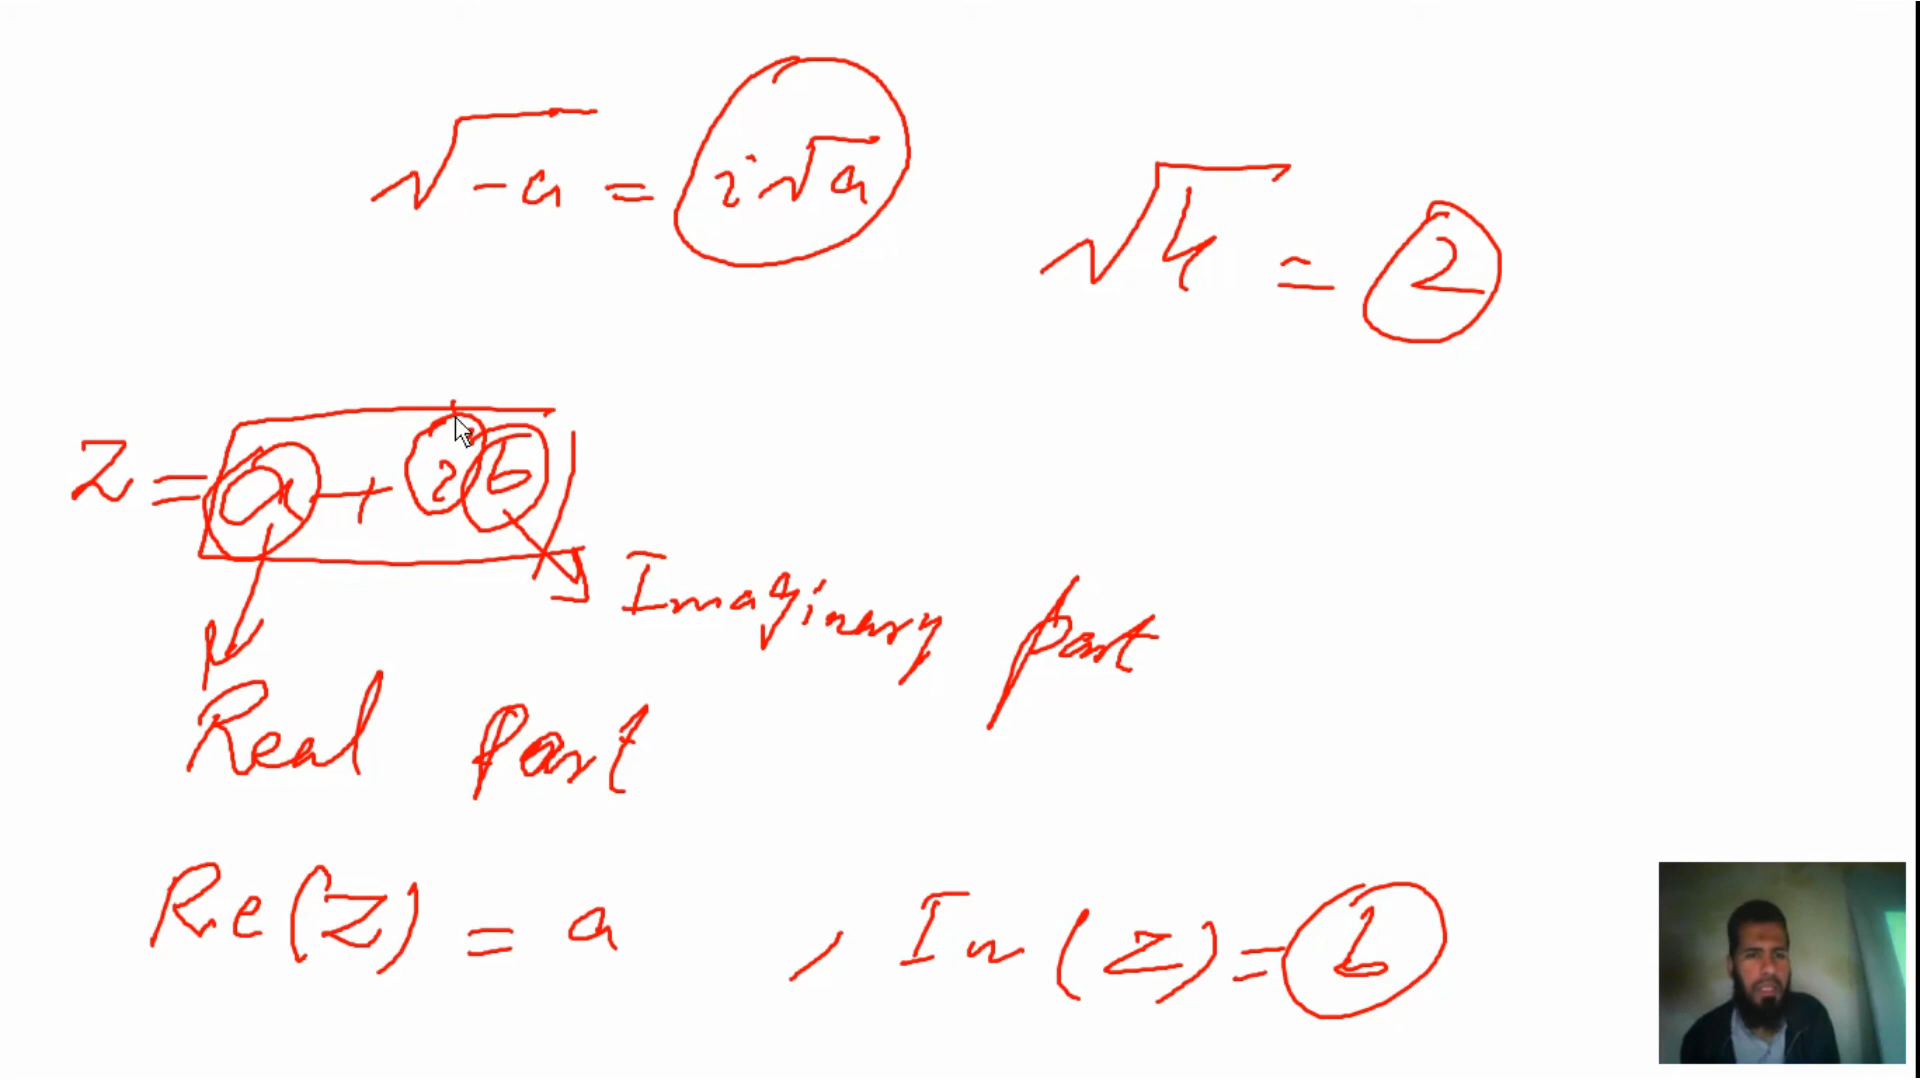 √-a = i√a
√4 = 2
Z = a + ib
Imaginary part
Real part
Re(Z) = a , Im(Z) = b